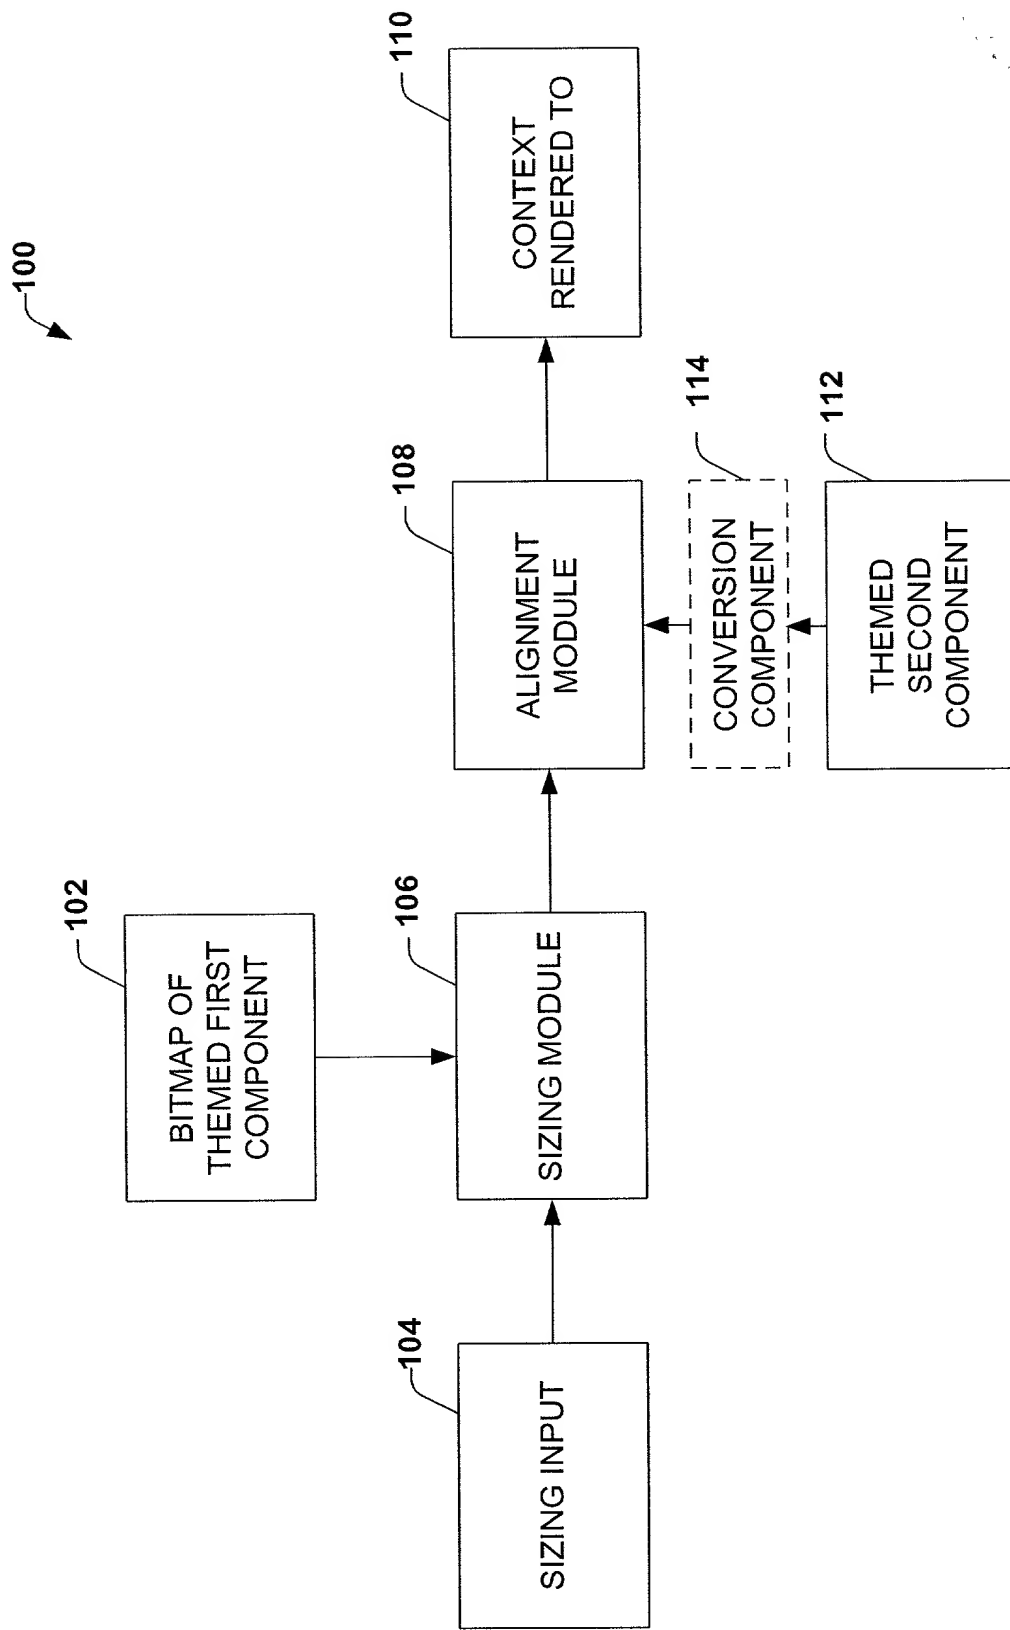 100
102
BITMAP OF
THEMED FIRST
COMPONENT
104
SIZING INPUT
106
SIZING MODULE
108
ALIGNMENT
MODULE
110
CONTEXT
RENDERED TO
114
CONVERSION
COMPONENT
112
THEMED
SECOND
COMPONENT